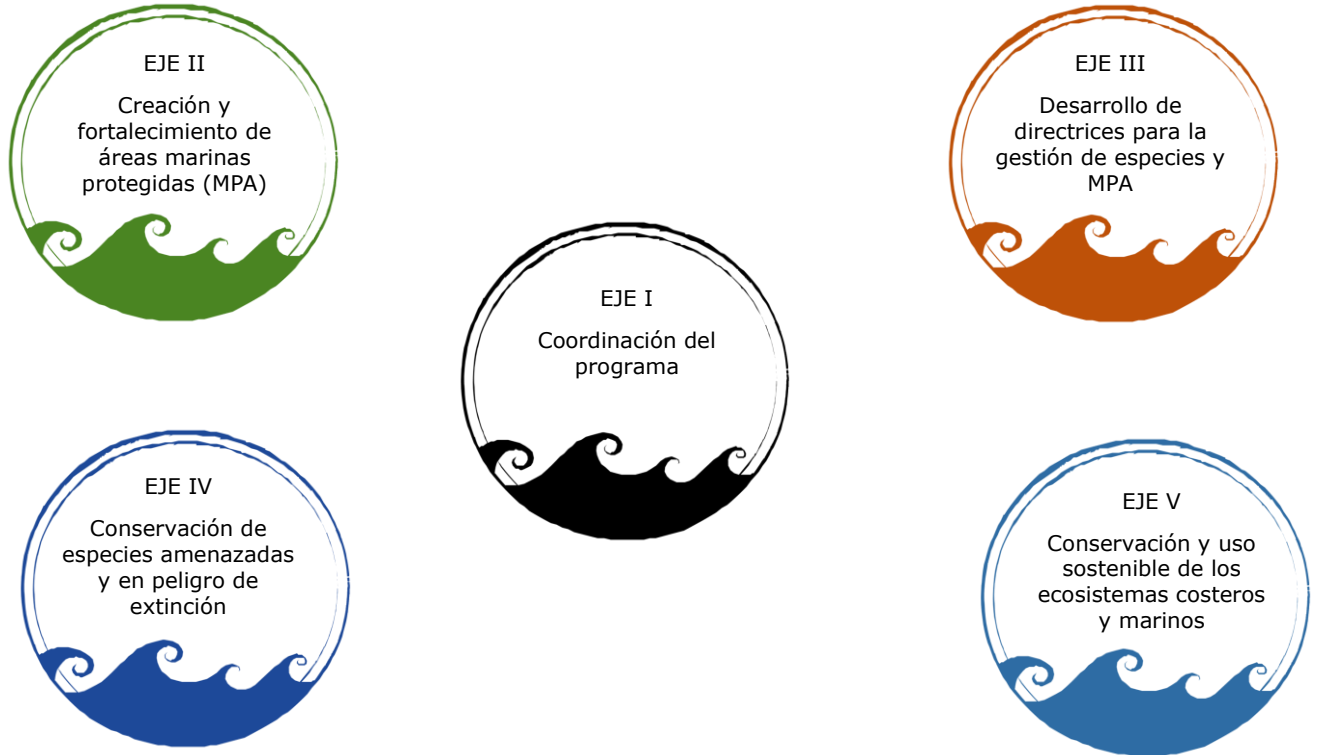 EJE II
Creación y
fortalecimiento de
áreas marinas
protegidas (MPA)
EJE III
Desarrollo de
directrices para la
gestión de especies y
MPA
EJE I
Coordinación del
programa
EJE IV
Conservación de
especies amenazadas
y en peligro de
extinción
EJE V
Conservación y uso
sostenible de los
ecosistemas costeros
y marinos